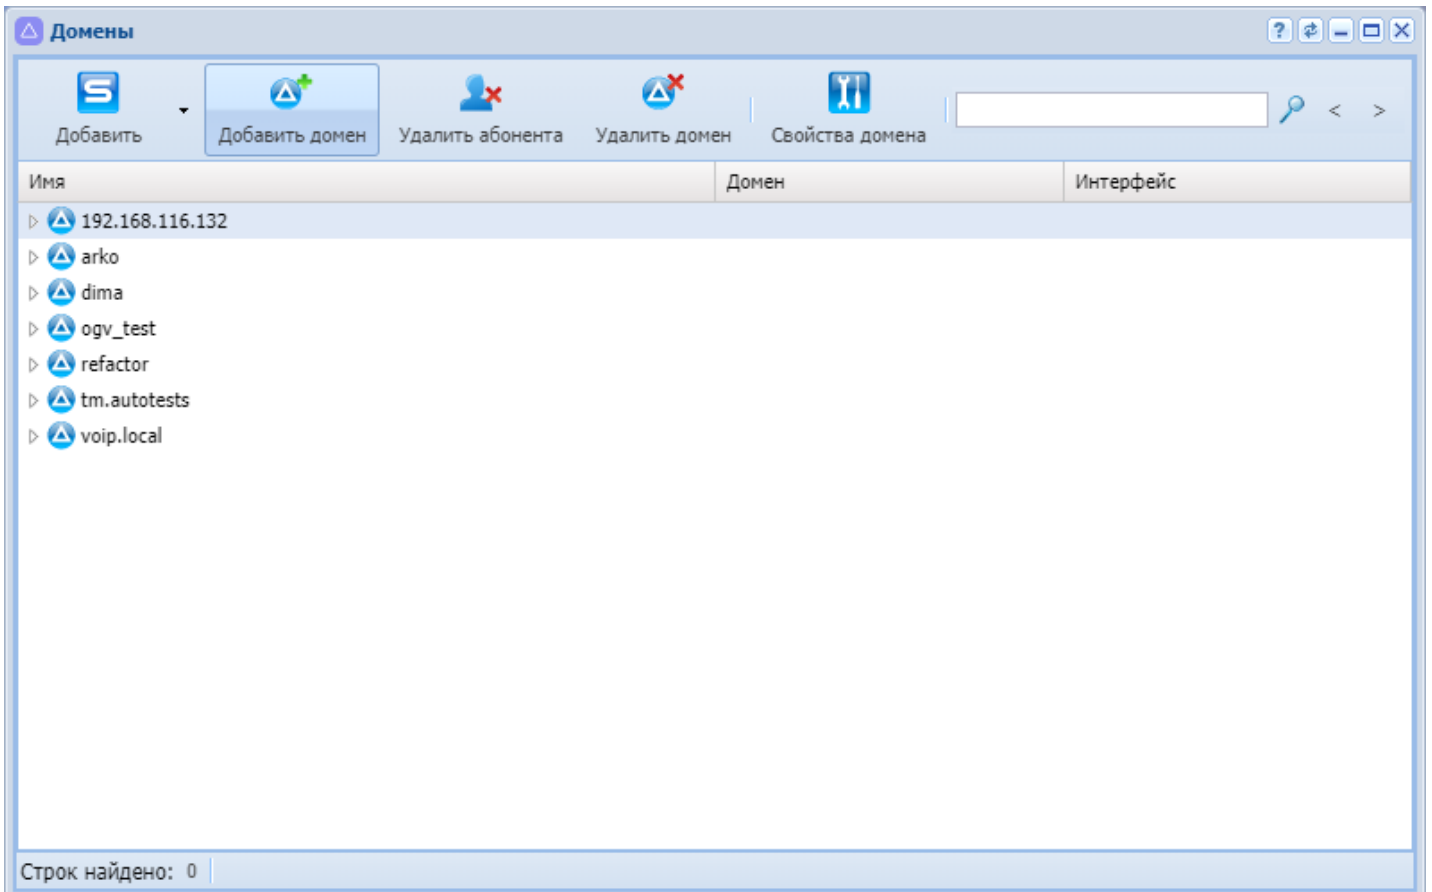 Домены
Добавить Добавить домен Удалить абонента Удалить домен Свойства домена < >
Имя Домен Интерфейс
192.168.116.132
arko
dima
ogv_test
refactor
tm.autotests
voip.local
Строк найдено: 0